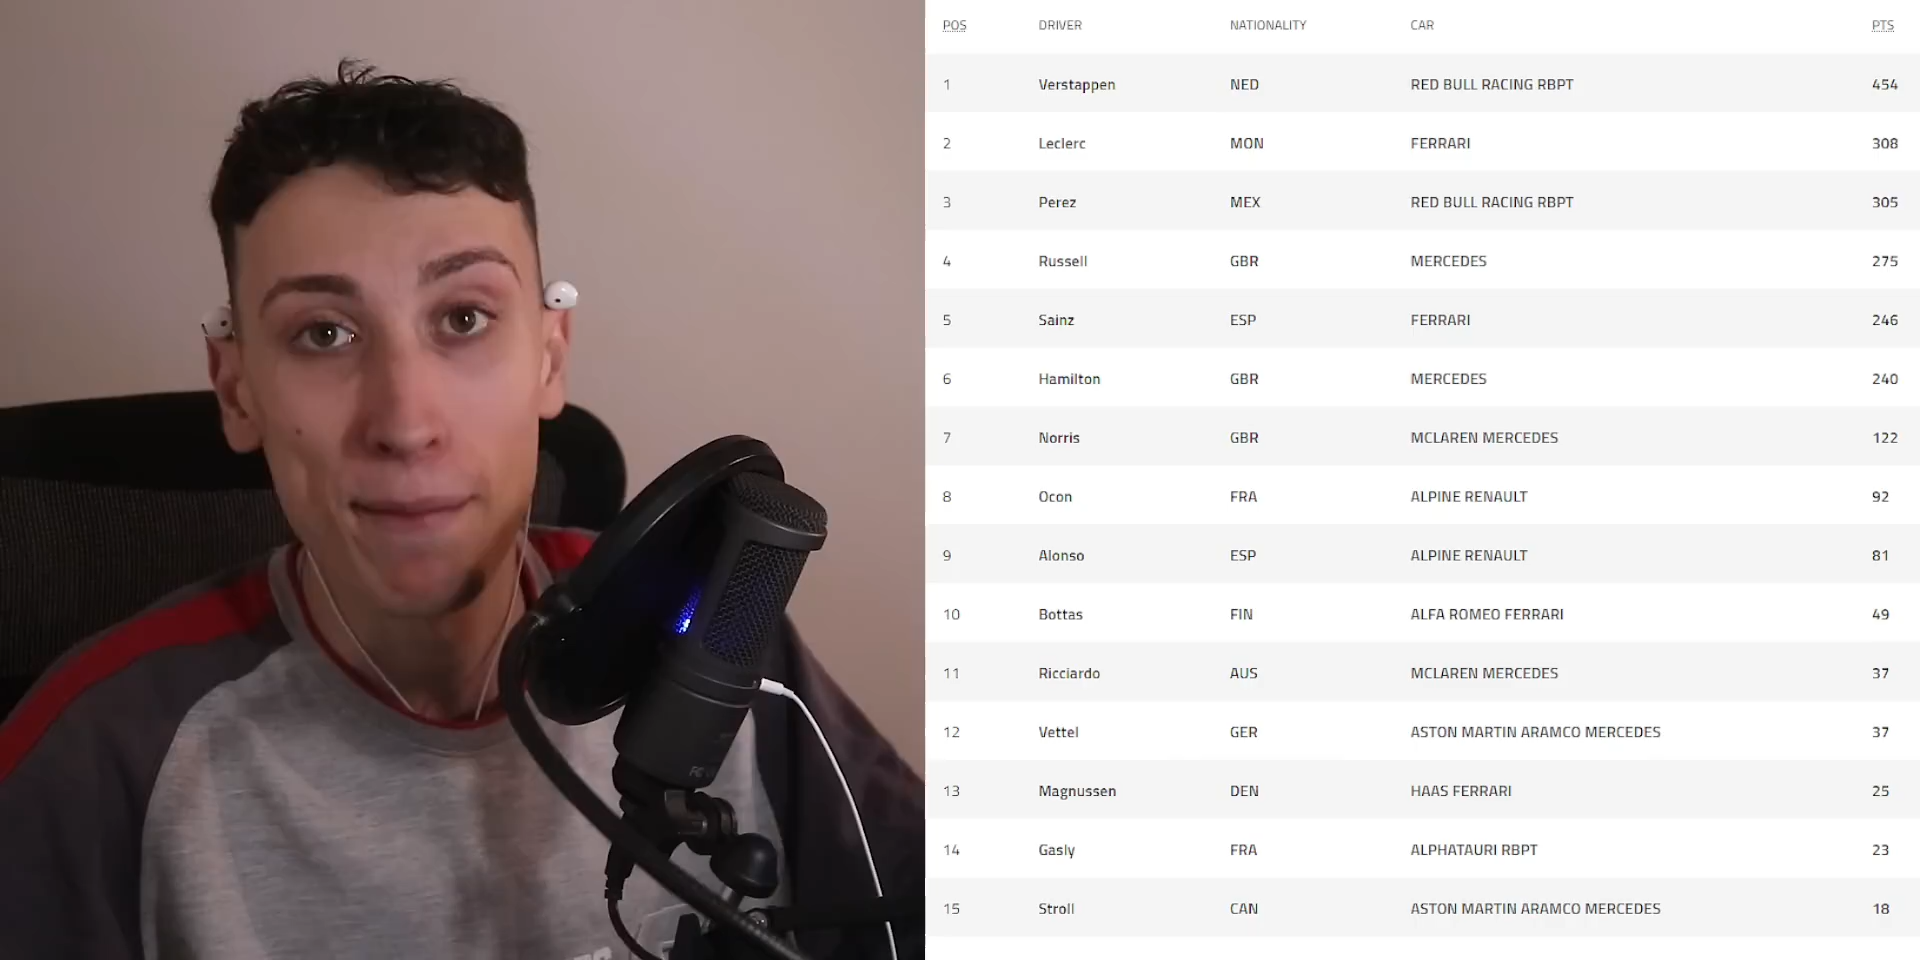 POS DRIVER NATIONALITY CAR PTS
1 Verstappen NED RED BULL RACING RBPT 454
2 Leclerc MON FERRARI 308
3 Perez MEX RED BULL RACING RBPT 305
4 Russell GBR MERCEDES 275
5 Sainz ESP FERRARI 246
6 Hamilton GBR MERCEDES 240
7 Norris GBR MCLAREN MERCEDES 122
8 Ocon FRA ALPINE RENAULT 92
9 Alonso ESP ALPINE RENAULT 81
10 Bottas FIN ALFA ROMEO FERRARI 49
11 Ricciardo AUS MCLAREN MERCEDES 37
12 Vettel GER ASTON MARTIN ARAMCO MERCEDES 37
13 Magnussen DEN HAAS FERRARI 25
14 Gasly FRA ALPHATAURI RBPT 23
15 Stroll CAN ASTON MARTIN ARAMCO MERCEDES 18